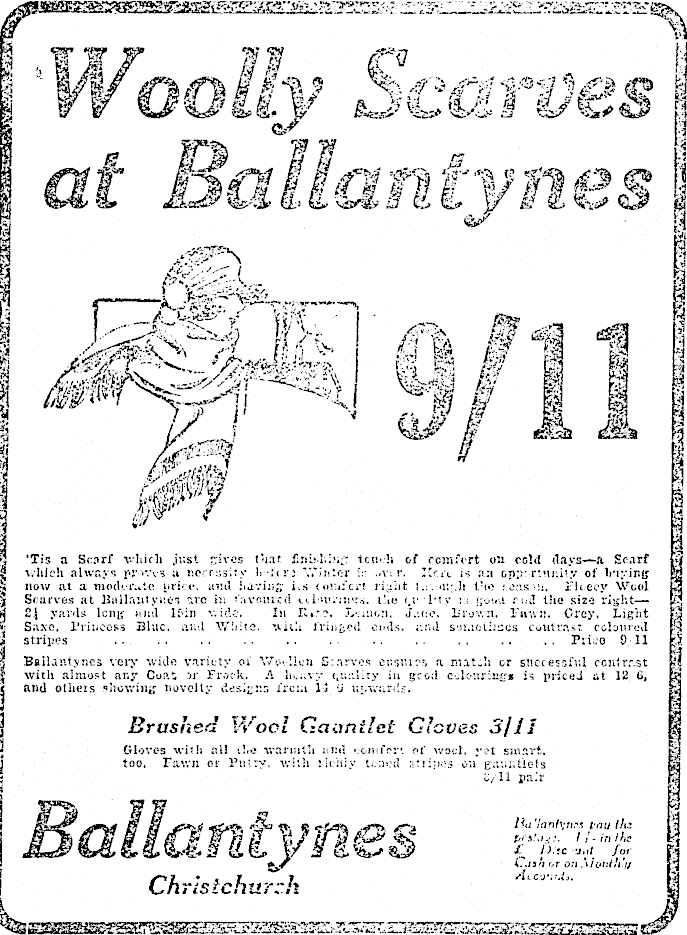 Woolly Scarves
at Ballantynes
9/11
'Tis a Scarf which just gives that finishing touch of comfort on cold days—a Scarf
which always proves a necessity before Winter is over. Here is an opportunity of buying
now at a moderate price, and having its comfort right through the season. Fleecy Wool
Scarves at Ballantynes are in favoured colourings, the quality is good and the size right—
2¼ yards long and 15in wide. In Rose, Lemon, Jade, Brown, Fawn, Grey, Light
Saxe, Princess Blue, and White, with fringed ends, and sometimes contrast coloured
stripes .. .. .. .. .. .. .. .. .. .. .. .. Price 9/11
Ballantynes very wide variety of Woollen Scarves ensures a match or successful contrast
with almost any Coat or Frock. A heavy quality in good colourings is priced at 12/6,
and others showing novelty designs from upwards.
Brushed Wool Gauntlet Gloves 3/11
Gloves with all the warmth and comfort of wool, yet smart,
too. Fawn or Putty, with richly toned stripes on gauntlets
3/11 pair
Ballantynes
Christchurch
Ballantynes pay the
postage. 1/- in the
£ Discount for
Cash or on Monthly
Accounts.